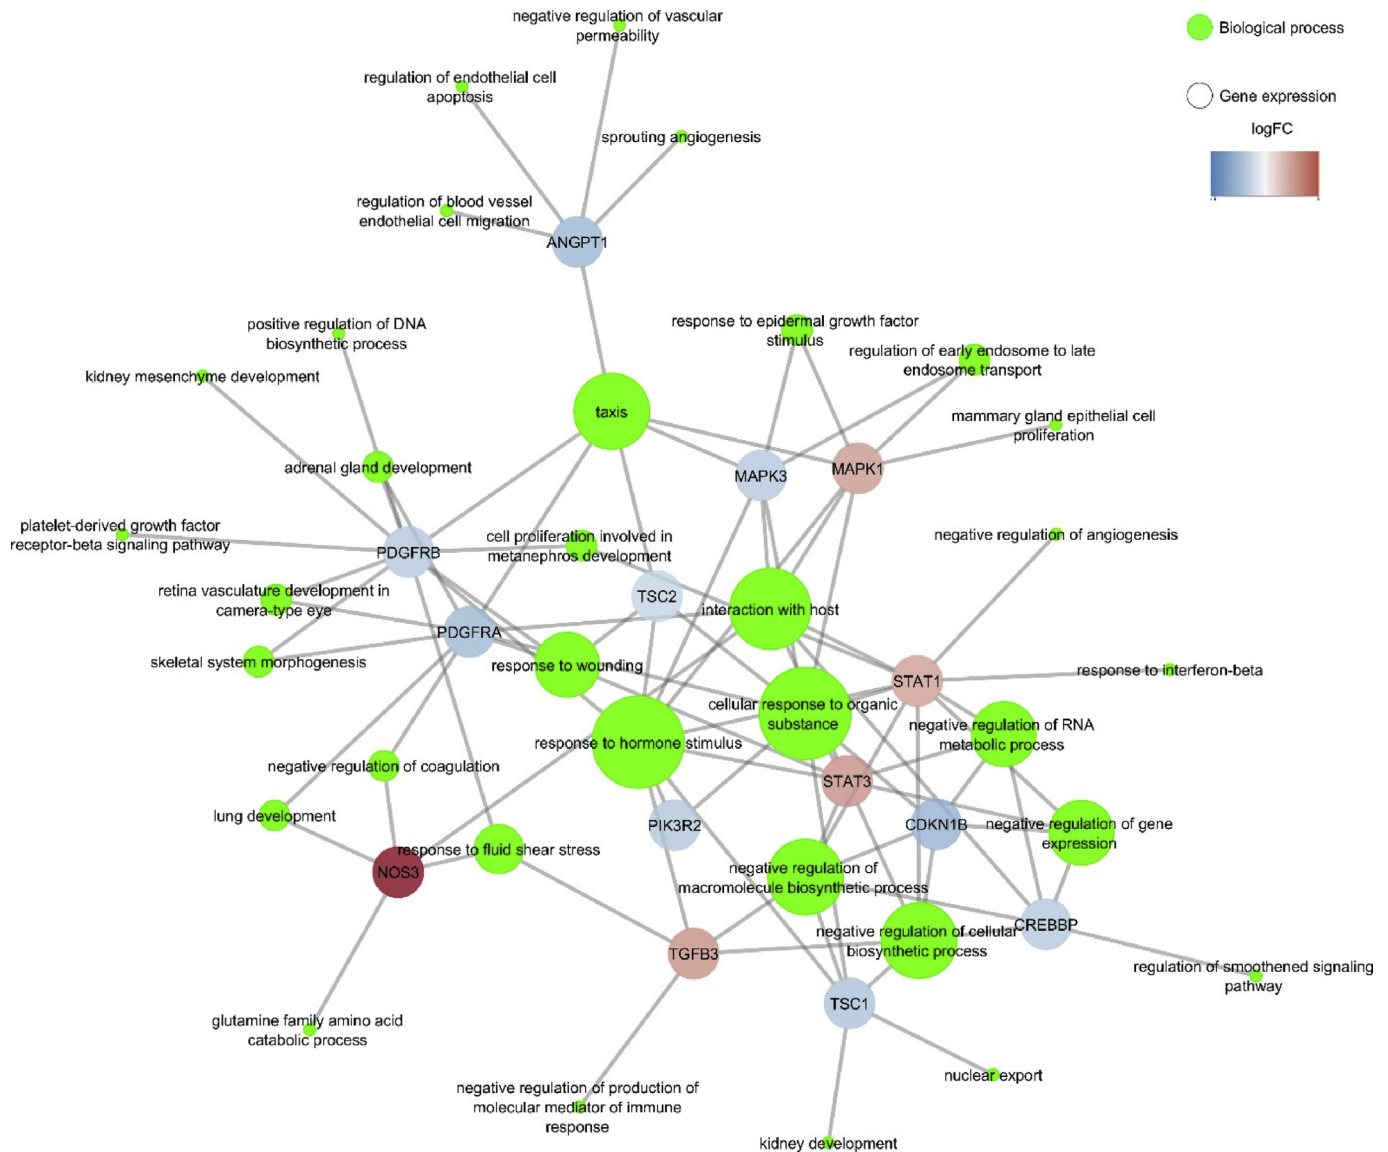 negative regulation of vascular
permeability
Biological process
regulation of endothelial cell
apoptosis
Gene expression
logFC
sprouting angiogenesis
regulation of blood vessel
endothelial cell migration
ANGPT1
positive regulation of DNA
biosynthetic process
response to epidermal growth factor
stimulus
regulation of early endosome to late
endosome transport
kidney mesenchyme development
taxis
mammary gland epithelial cell
proliferation
adrenal gland development
MAPK3
MAPK1
platelet-derived growth factor
receptor-beta signaling pathway
PDGFRB
cell proliferation involved in
metanephros development
negative regulation of angiogenesis
retina vasculature development in
camera-type eye
TSC2
interaction with host
PDGFRA
skeletal system morphogenesis
response to wounding
STAT1
response to interferon-beta
cellular response to organic
substance
negative regulation of RNA
metabolic process
response to hormone stimulus
negative regulation of coagulation
STAT3
lung development
PIK3R2
CDKN1B
negative regulation of gene
expression
response to fluid shear stress
NOS3
negative regulation of
macromolecule biosynthetic process
CREBBP
negative regulation of cellular
biosynthetic process
TGFB3
regulation of smoothened signaling
pathway
TSC1
glutamine family amino acid
catabolic process
nuclear export
negative regulation of production of
molecular mediator of immune
response
kidney development